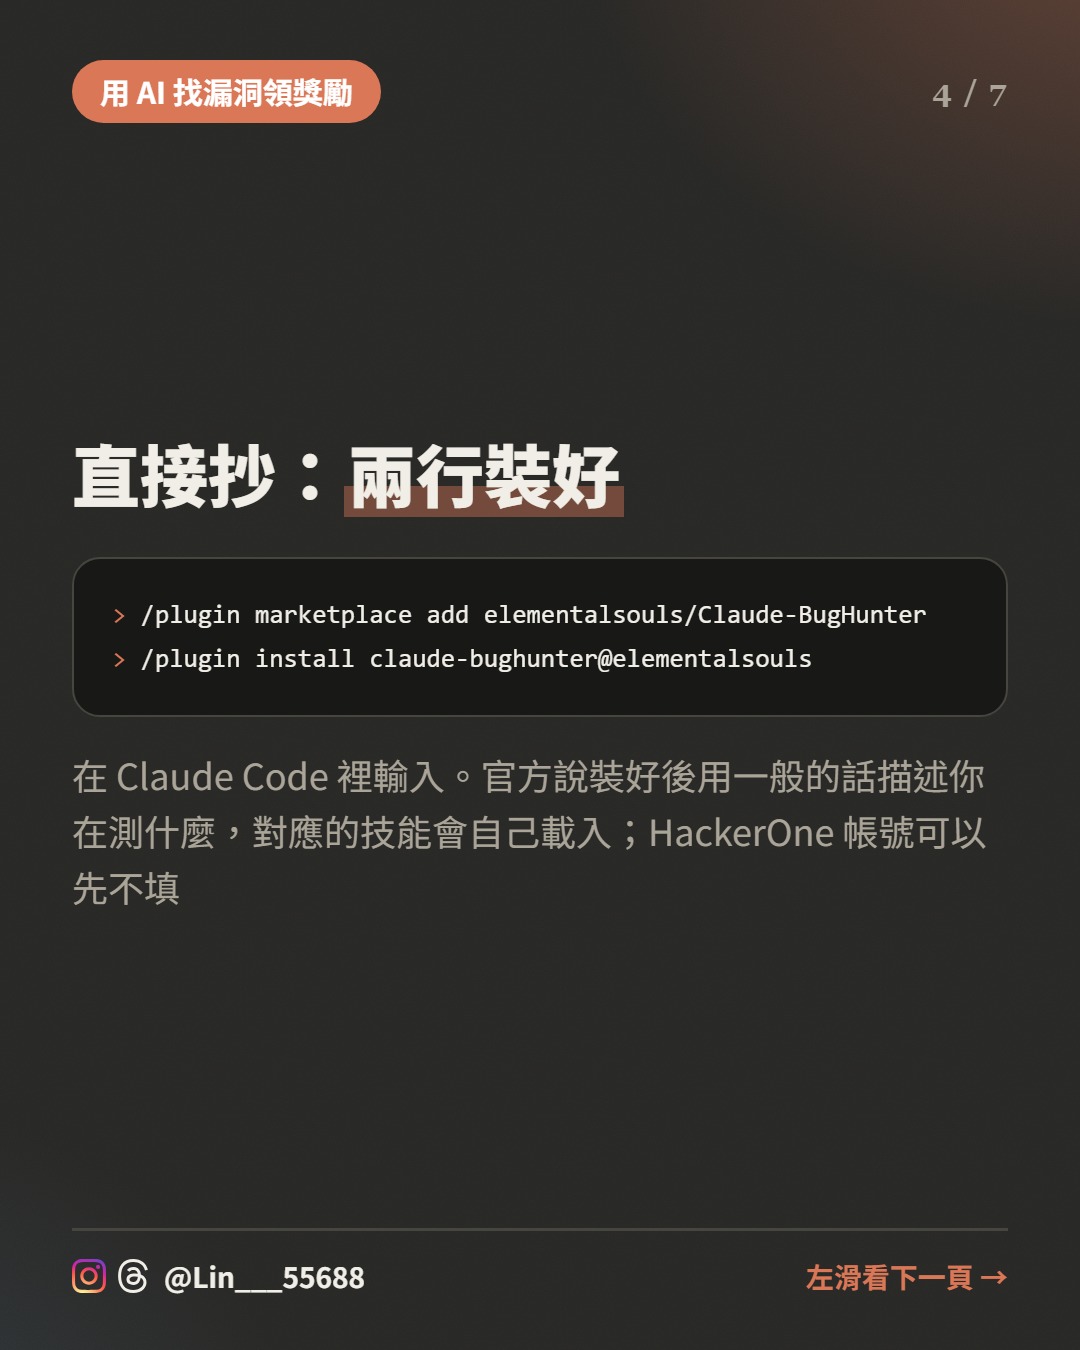 用 AI 找漏洞領獎勵
4 / 7
直接抄：兩行裝好
> /plugin marketplace add elementalsouls/Claude-BugHunter
> /plugin install claude-bughunter@elementalsouls
在 Claude Code 裡輸入。官方說裝好後用一般的話描述你
在測什麼，對應的技能會自己載入；HackerOne 帳號可以
先不填
@Lin___55688
左滑看下一頁 →